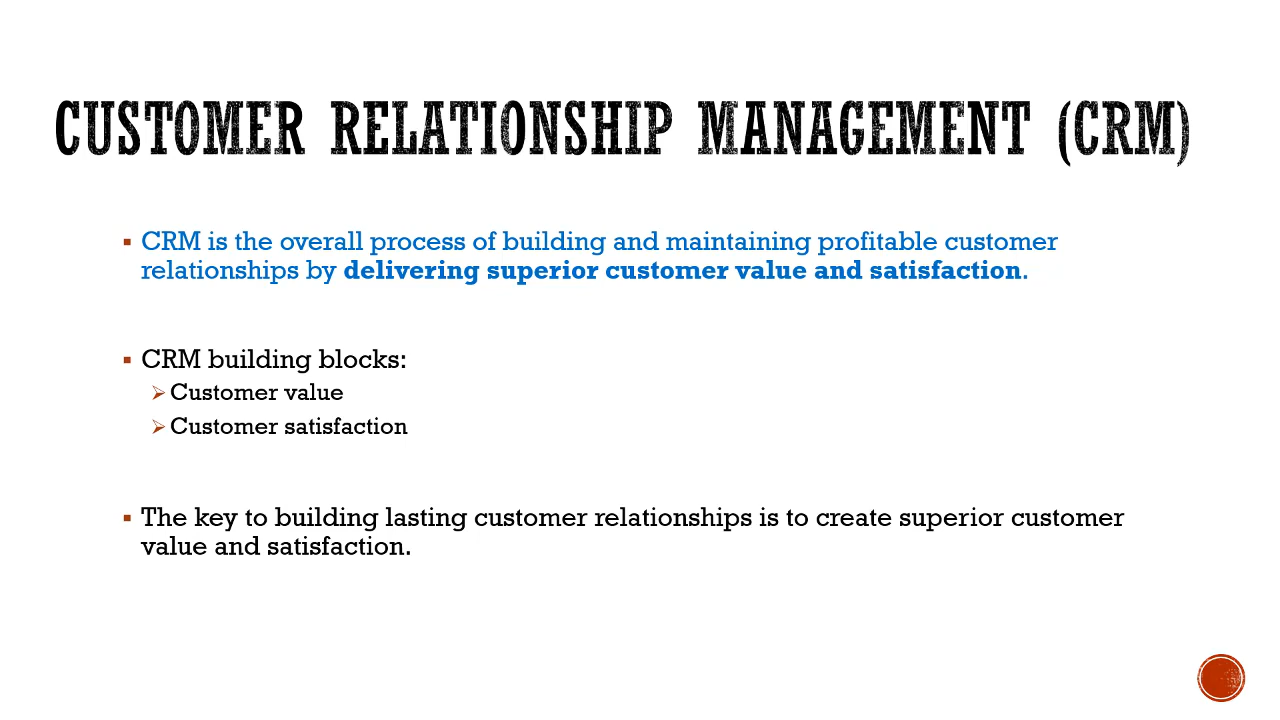 CUSTOMER RELATIONSHIP MANAGEMENT (CRM)
▪ CRM is the overall process of building and maintaining profitable customer
relationships by delivering superior customer value and satisfaction.
▪ CRM building blocks:
➢ Customer value
➢ Customer satisfaction
▪ The key to building lasting customer relationships is to create superior customer
value and satisfaction.